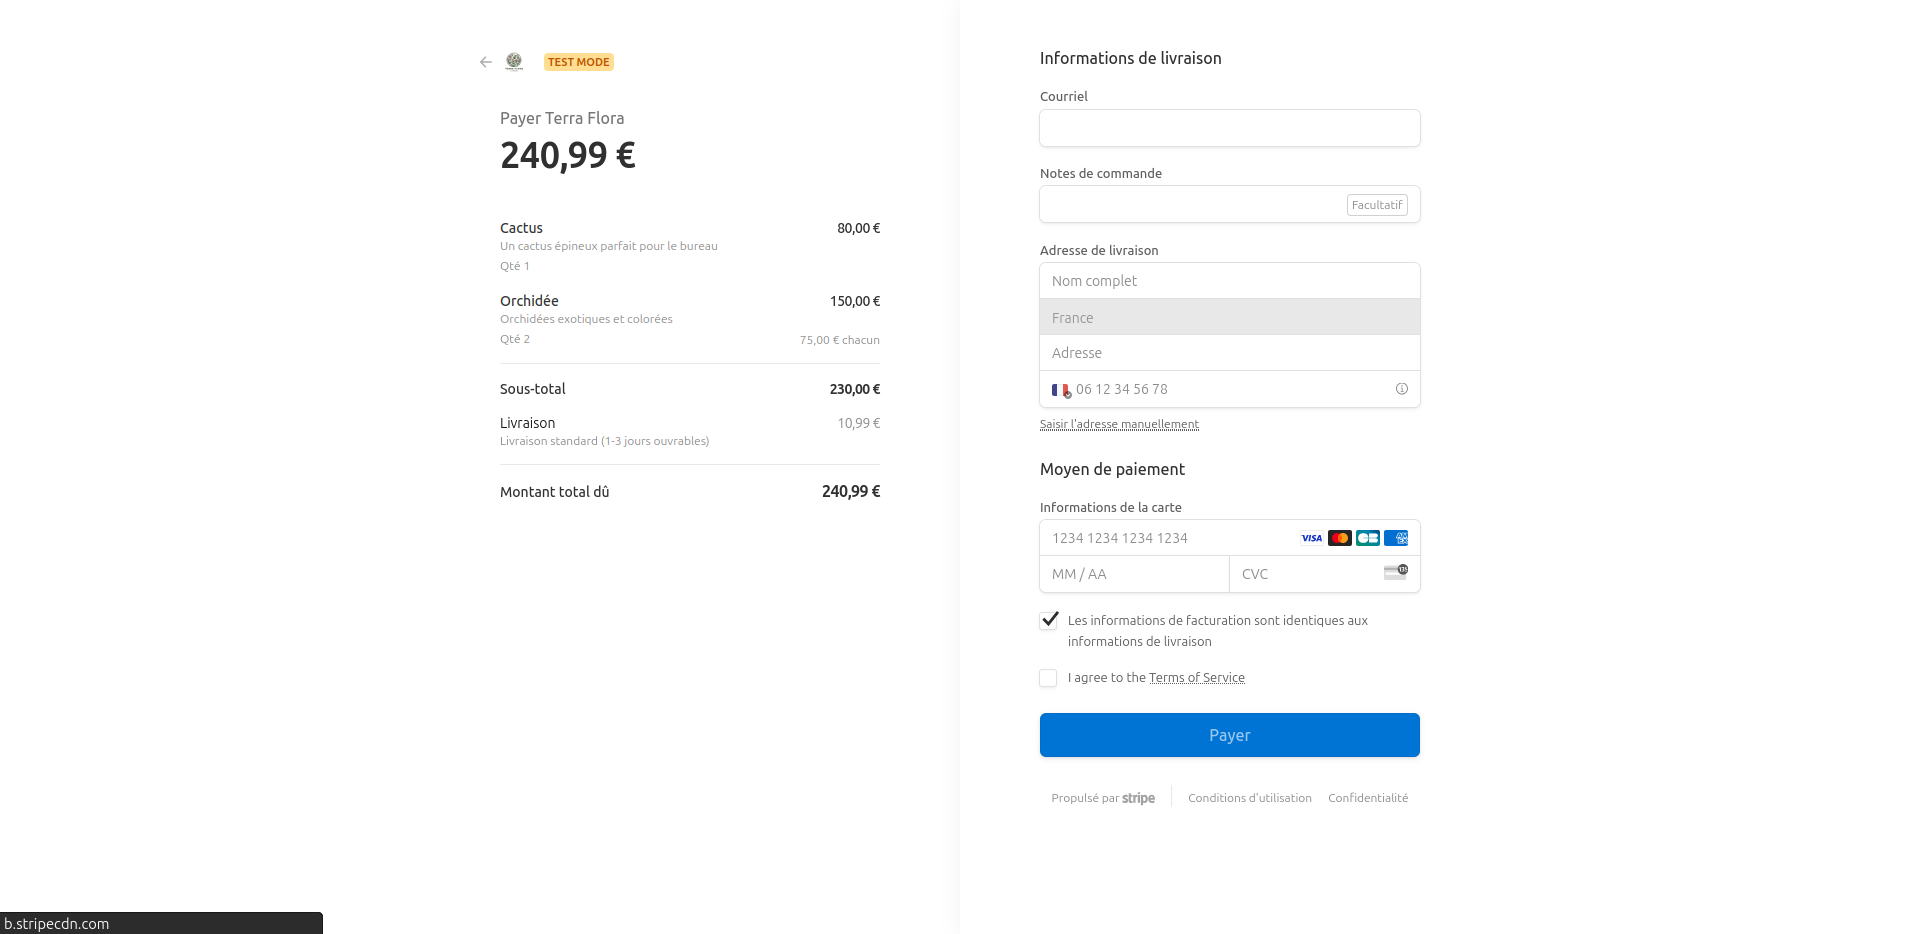 TEST MODE
Payer Terra Flora
240,99 €
Cactus 80,00 €
Un cactus épineux parfait pour le bureau
Qté 1
Orchidée 150,00 €
Orchidées exotiques et colorées
Qté 2 75,00 € chacun
Sous-total 230,00 €
Livraison 10,99 €
Livraison standard (1-3 jours ouvrables)
Montant total dû 240,99 €
Informations de livraison
Courriel
Notes de commande
Facultatif
Adresse de livraison
Nom complet
France
Adresse
06 12 34 56 78
Saisir l'adresse manuellement
Moyen de paiement
Informations de la carte
1234 1234 1234 1234 VISA
MM / AA CVC
Les informations de facturation sont identiques aux
informations de livraison
I agree to the Terms of Service
Payer
Propulsé par stripe Conditions d'utilisation Confidentialité
b.stripecdn.com